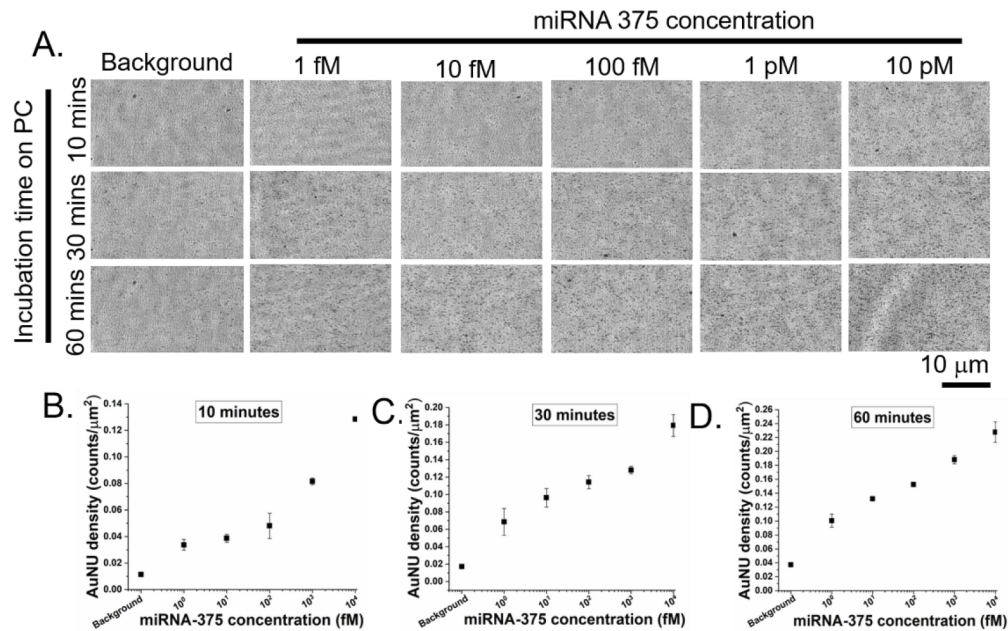 miRNA 375 concentration
A.
Background 1 fM 10 fM 100 fM 1 pM 10 pM
Incubation time on PC
10 mins
30 mins
60 mins
10 μm
B.
10 minutes
AuNU density (counts/μm²)
0.14
0.12
0.10
0.08
0.06
0.04
0.02
0.00
Background 10⁰ 10¹ 10² 10³ 10⁴
miRNA-375 concentration (fM)
C.
30 minutes
AuNU density (counts/μm²)
0.20
0.18
0.16
0.14
0.12
0.10
0.08
0.06
0.04
0.02
0.00
Background 10⁰ 10¹ 10² 10³ 10⁴
miRNA-375 concentration (fM)
D.
60 minutes
AuNU density (counts/μm²)
0.26
0.24
0.22
0.20
0.18
0.16
0.14
0.12
0.10
0.08
0.06
0.04
0.02
0.00
Background 10⁰ 10¹ 10² 10³ 10⁴
miRNA-375 concentration (fM)